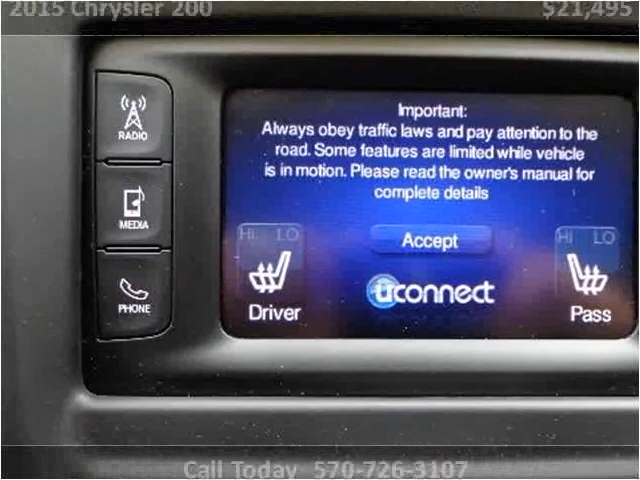 2015 Chrysler 200 $21,495
RADIO
MEDIA
PHONE
Important:
Always obey traffic laws and pay attention to the
road. Some features are limited while vehicle
is in motion. Please read the owner's manual for
complete details
HI LO
Accept
HI LO
Driver
uconnect
Pass
Call Today 570-726-3107